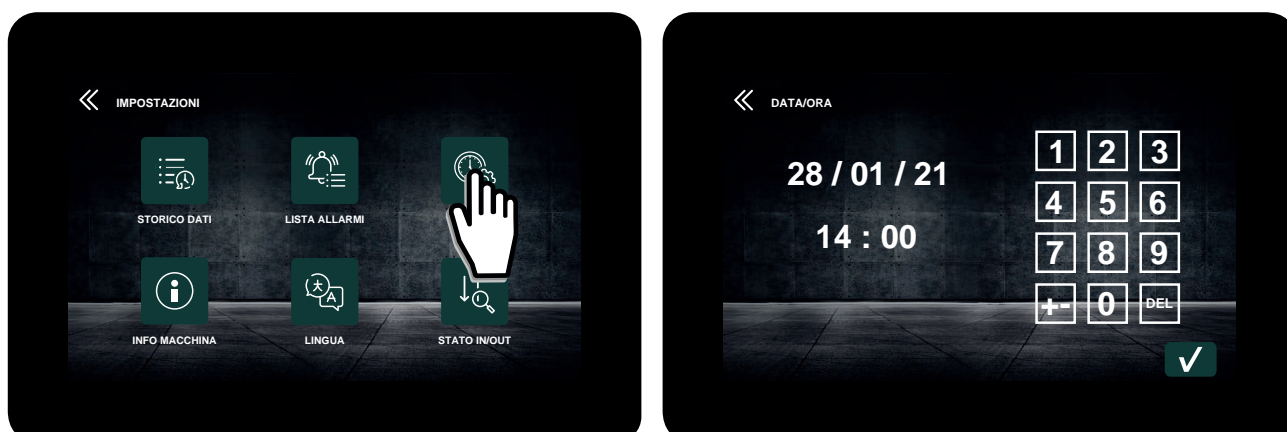 IMPOSTAZIONI
STORICO DATI
LISTA ALLARMI
INFO MACCHINA
LINGUA
STATO IN/OUT
DATA/ORA
28 / 01 / 21
14 : 00
1 2 3
4 5 6
7 8 9
+- 0 DEL